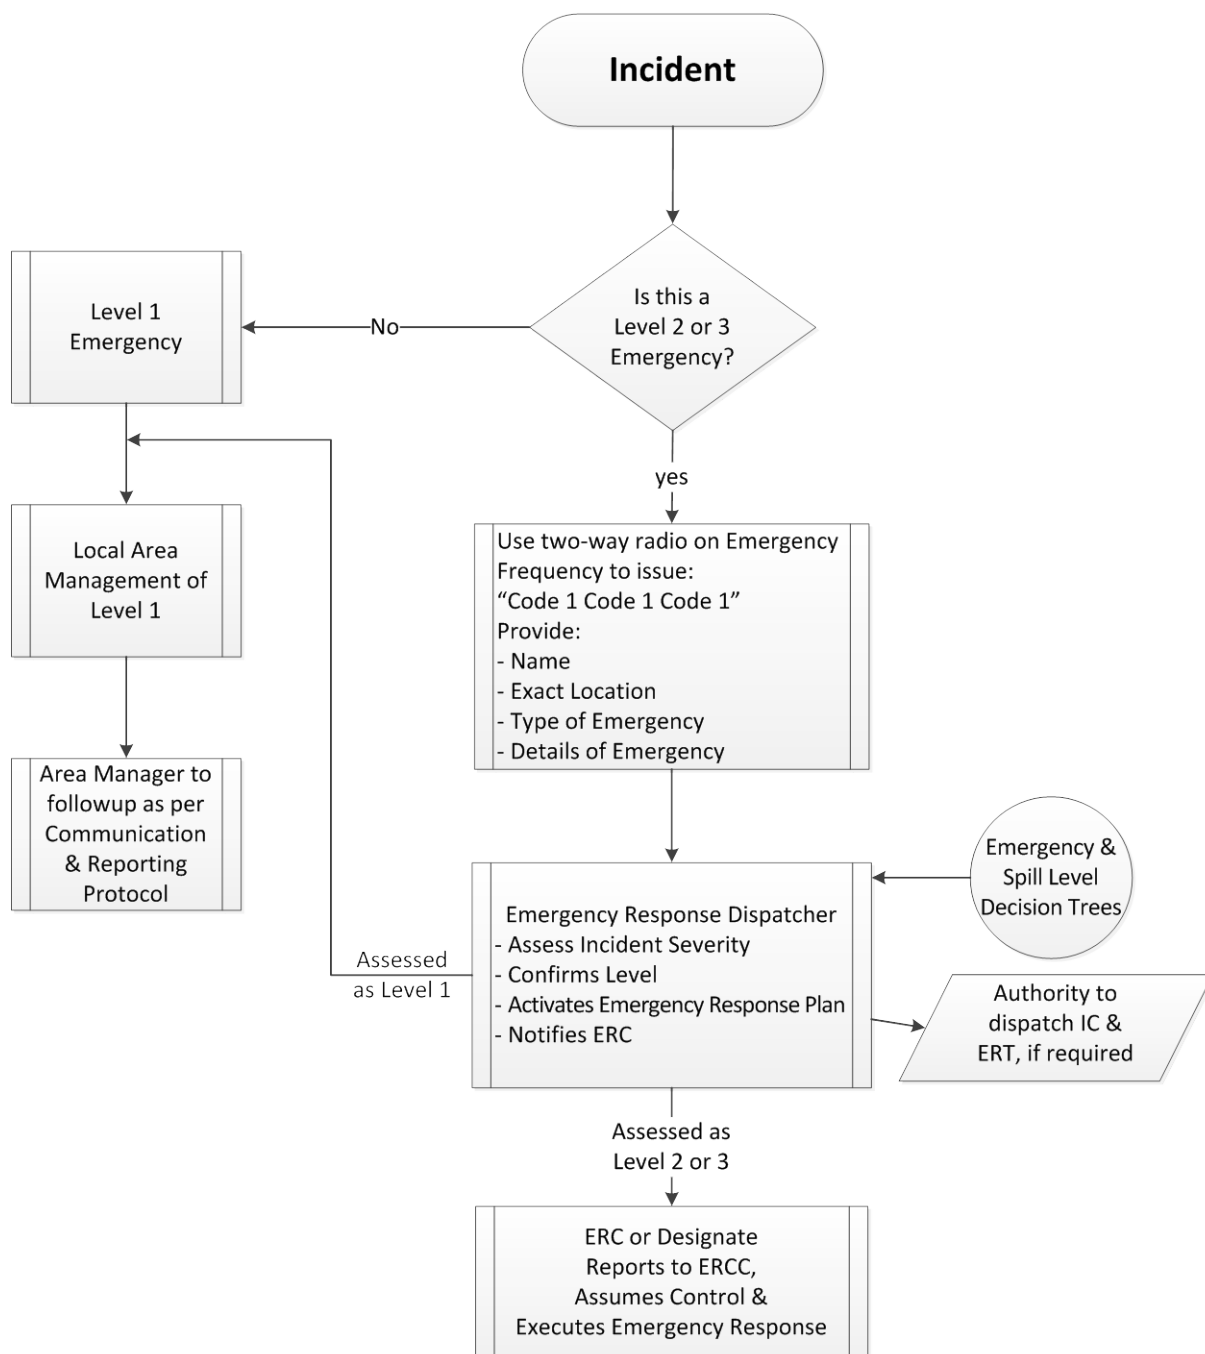 Incident
Is this a
Level 2 or 3
Emergency?
No
Level 1
Emergency
yes
Local Area
Management of
Level 1
Use two-way radio on Emergency
Frequency to issue:
“Code 1 Code 1 Code 1”
Provide:
- Name
- Exact Location
- Type of Emergency
- Details of Emergency
Area Manager to
followup as per
Communication
& Reporting
Protocol
Emergency &
Spill Level
Decision Trees
Emergency Response Dispatcher
- Assess Incident Severity
- Confirms Level
- Activates Emergency Response Plan
- Notifies ERC
Assessed
as Level 1
Authority to
dispatch IC &
ERT, if required
Assessed as
Level 2 or 3
ERC or Designate
Reports to ERCC,
Assumes Control &
Executes Emergency Response